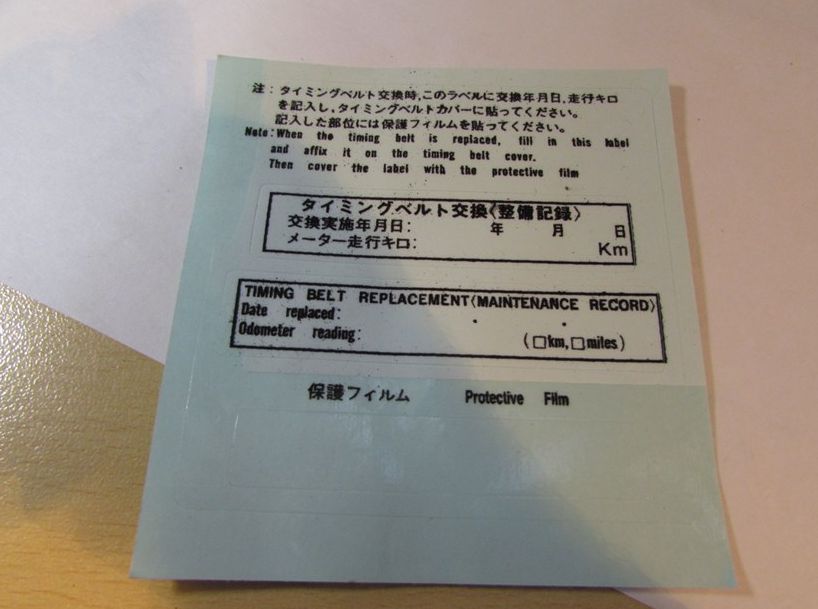 注：タイミングベルト交換時，このラベルに交換年月日，走行キロ
を記入し，タイミングベルトカバーに貼ってください。
記入した部位には保護フィルムを貼ってください。
Note:When the timing belt is replaced, fill in this label
and affix it on the timing belt cover.
Then cover the label with the protective film
タイミングベルト交換〈整備記録〉
交換実施年月日： 年 月 日
メーター走行キロ： Km
TIMING BELT REPLACEMENT〈MAINTENANCE RECORD〉
Date replaced: . .
Odometer reading: (□km,□miles)
保護フィルム Protective Film